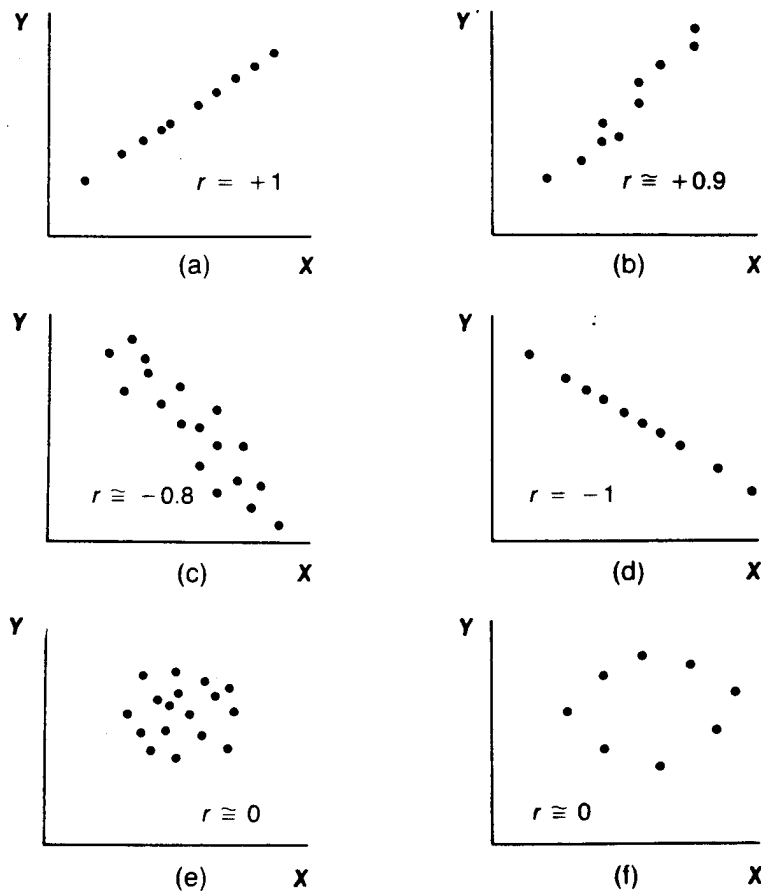 Y
r = +1
(a)
X
Y
r ≅ +0.9
(b)
X
Y
r ≅ −0.8
(c)
X
Y
r = −1
(d)
X
Y
r ≅ 0
(e)
X
Y
r ≅ 0
(f)
X